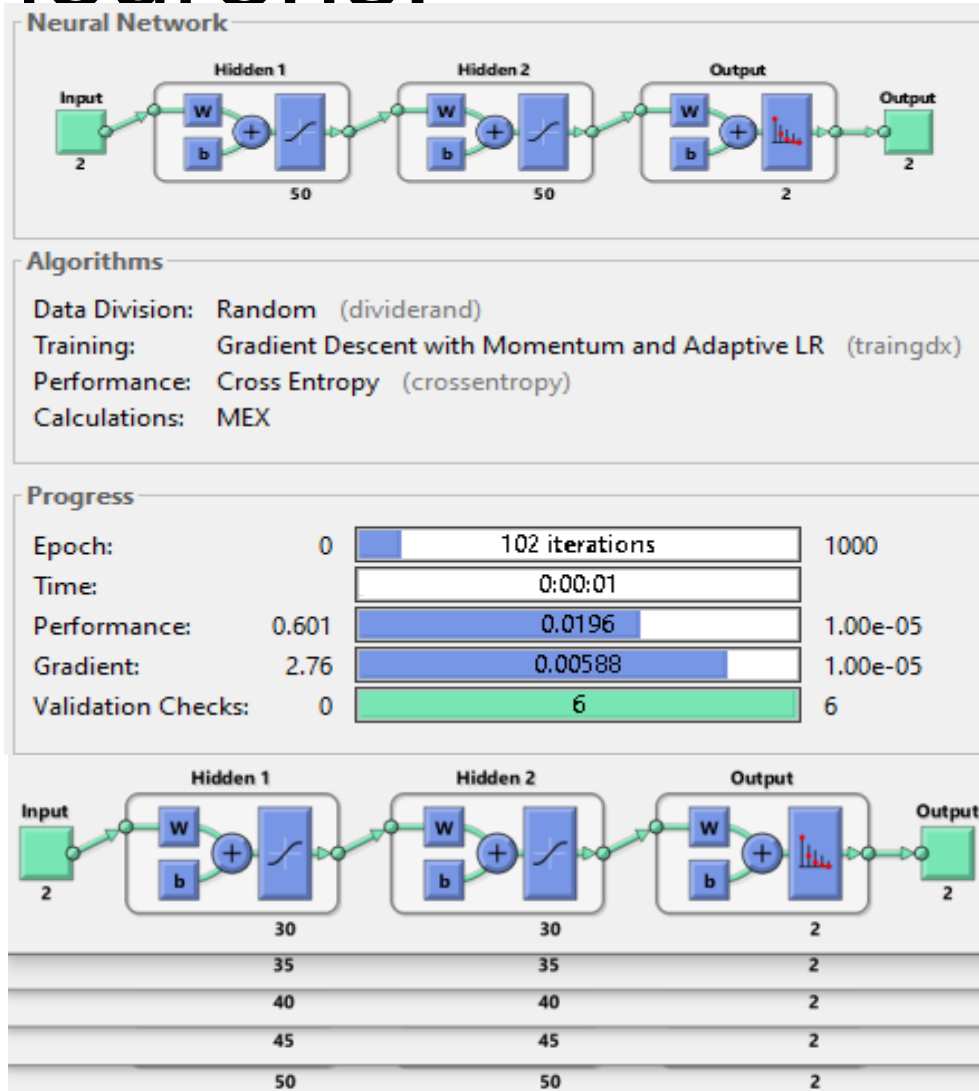 Neural Network
Hidden 1 Hidden 2 Output
Input Output
W W W
+ + +
b b b
2 2
50 50 2
Algorithms
Data Division: Random (dividerand)
Training: Gradient Descent with Momentum and Adaptive LR (traingdx)
Performance: Cross Entropy (crossentropy)
Calculations: MEX
Progress
Epoch: 0 102 iterations 1000
Time: 0:00:01
Performance: 0.601 0.0196 1.00e-05
Gradient: 2.76 0.00588 1.00e-05
Validation Checks: 0 6 6
Hidden 1 Hidden 2 Output
Input Output
W W W
+ + +
b b b
2 2
30 30 2
35 35 2
40 40 2
45 45 2
50 50 2